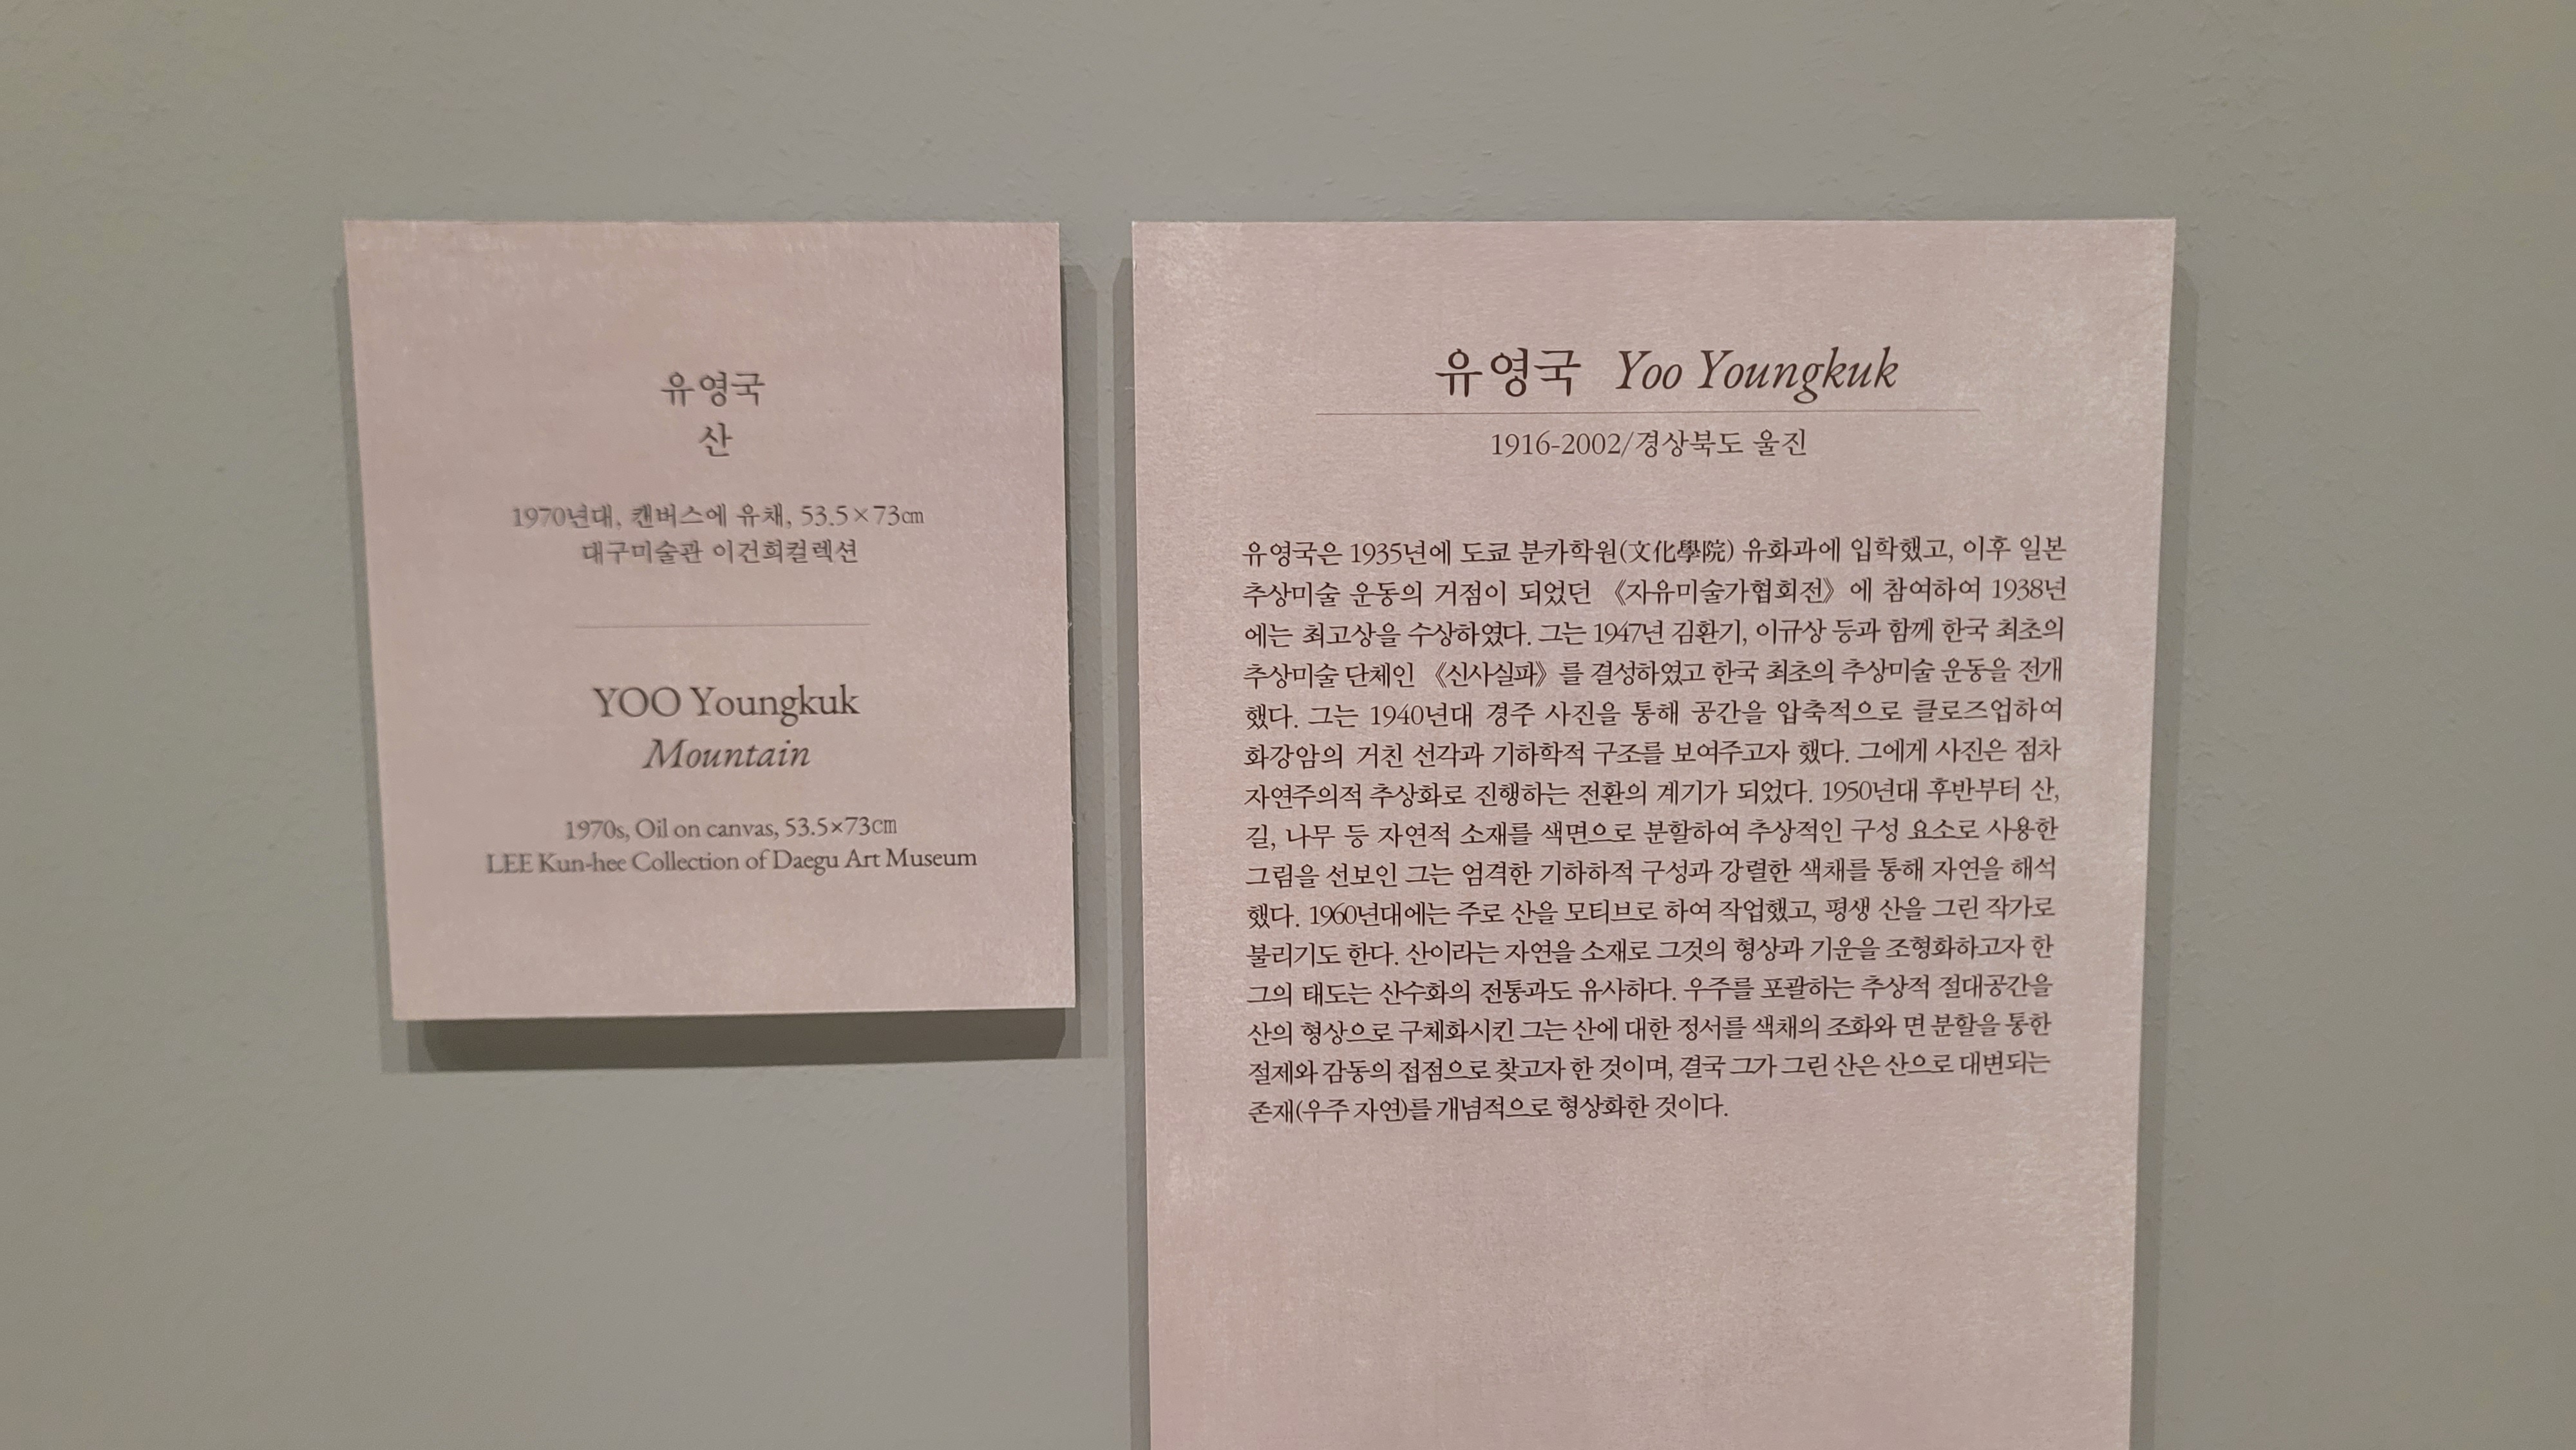 유영국
산
1970년대, 캔버스에 유채, 53.5×73㎝
대구미술관 이건희컬렉션
YOO Youngkuk
Mountain
1970s, Oil on canvas, 53.5×73㎝
LEE Kun-hee Collection of Daegu Art Museum
유영국 Yoo Youngkuk
1916-2002/경상북도 울진
유영국은 1935년에 도쿄 분카학원(文化學院) 유화과에 입학했고, 이후 일본
추상미술 운동의 거점이 되었던 《자유미술가협회전》에 참여하여 1938년
에는 최고상을 수상하였다. 그는 1947년 김환기, 이규상 등과 함께 한국 최초의
추상미술 단체인 《신사실파》를 결성하였고 한국 최초의 추상미술 운동을 전개
했다. 그는 1940년대 경주 사진을 통해 공간을 압축적으로 클로즈업하여
화강암의 거친 선각과 기하학적 구조를 보여주고자 했다. 그에게 사진은 점차
자연주의적 추상화로 진행하는 전환의 계기가 되었다. 1950년대 후반부터 산,
길, 나무 등 자연적 소재를 색면으로 분할하여 추상적인 구성 요소로 사용한
그림을 선보인 그는 엄격한 기하하적 구성과 강렬한 색채를 통해 자연을 해석
했다. 1960년대에는 주로 산을 모티브로 하여 작업했고, 평생 산을 그린 작가로
불리기도 한다. 산이라는 자연을 소재로 그것의 형상과 기운을 조형화하고자 한
그의 태도는 산수화의 전통과도 유사하다. 우주를 포괄하는 추상적 절대공간을
산의 형상으로 구체화시킨 그는 산에 대한 정서를 색채의 조화와 면 분할을 통한
절제와 감동의 접점으로 찾고자 한 것이며, 결국 그가 그린 산은 산으로 대변되는
존재(우주 자연)를 개념적으로 형상화한 것이다.